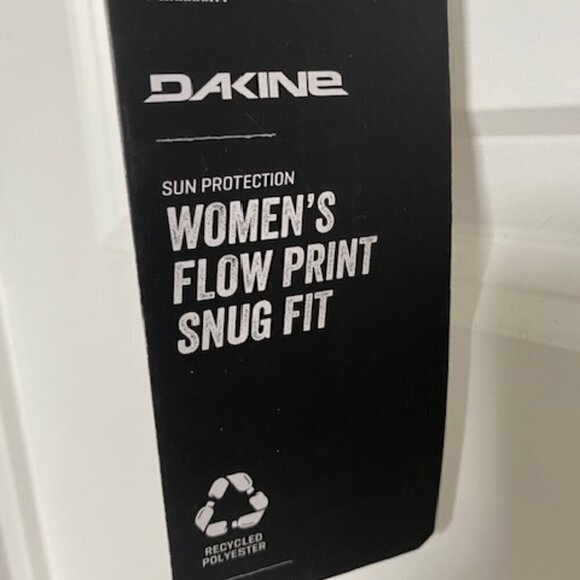 DAKINE
SUN PROTECTION
WOMEN'S
FLOW PRINT
SNUG FIT
RECYCLED
POLYESTER